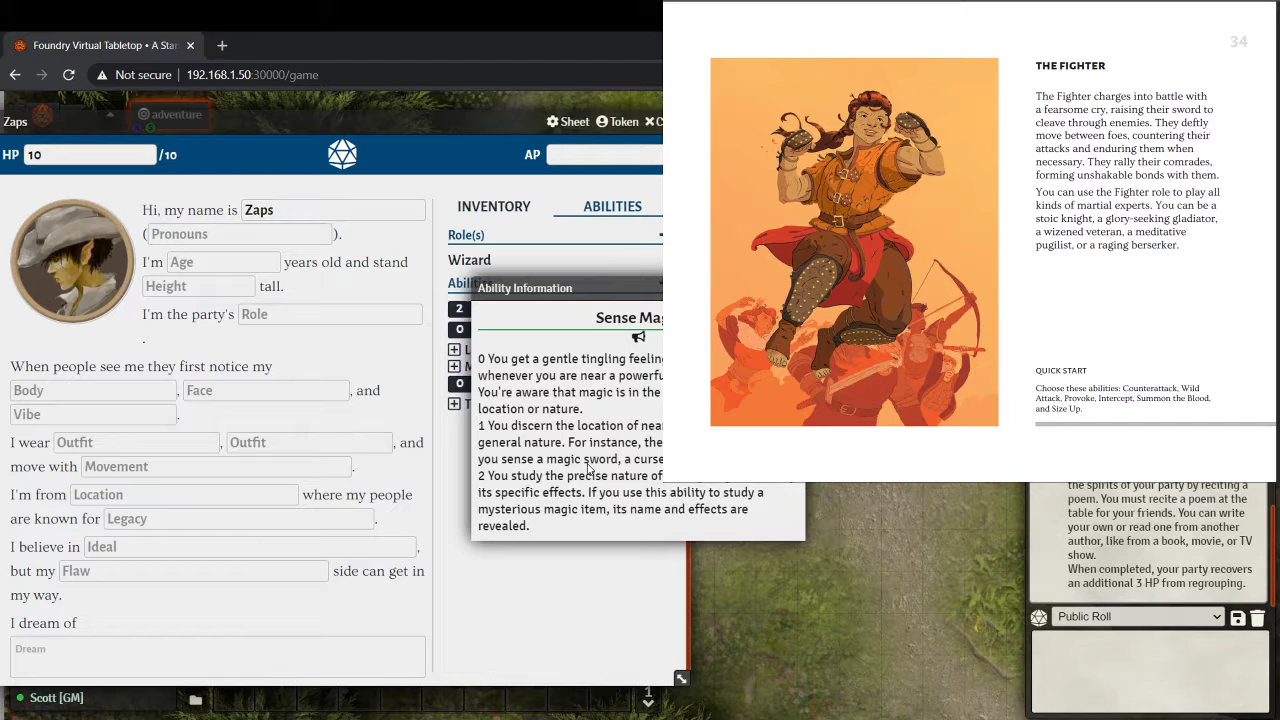 Foundry Virtual Tabletop • A Stan
Not secure 192.168.1.50:30000/game
Zaps
adventure
Sheet Token
HP 10 /10
AP
Hi, my name is Zaps
( Pronouns ).
I'm Age years old and stand
Height tall.
I'm the party's Role
.
When people see me they first notice my
Body , Face , and
Vibe .
I wear Outfit , Outfit , and
move with Movement .
I'm from Location where my people
are known for Legacy .
I believe in Ideal ,
but my Flaw side can get in
my way.
I dream of
Dream
INVENTORY ABILITIES
Role(s)
Wizard
2
0
0
Ability Information
0 You get a gentle tingling
whenever you are near a
You're aware that magic is in the
location or nature.
1 You discern the location of
general nature. For instance,
you sense a magic sword, a
2 You study the precise nature of
its specific effects. If you use this ability to study a
mysterious magic item, its name and effects are
revealed.
34
THE FIGHTER
The Fighter charges into battle with
a fearsome cry, raising their sword to
cleave through enemies. They deftly
move between foes, countering their
attacks and enduring them when
necessary. They rally their comrades,
forming unshakable bonds with them.
You can use the Fighter role to play all
kinds of martial experts. You can be a
stoic knight, a glory-seeking gladiator,
a wizened veteran, a meditative
pugilist, or a raging berserker.
QUICK START
Choose these abilities: Counterattack, Wild
Attack, Provoke, Intercept, Summon the Blood,
and Size Up.
the spirits of your party by reciting a
poem. You must recite a poem at the
table for your friends. You can write
your own or read one from another
author, like from a book, movie, or TV
show.
When completed, your party recovers
an additional 3 HP from regrouping.
Public Roll
Scott [GM]
1